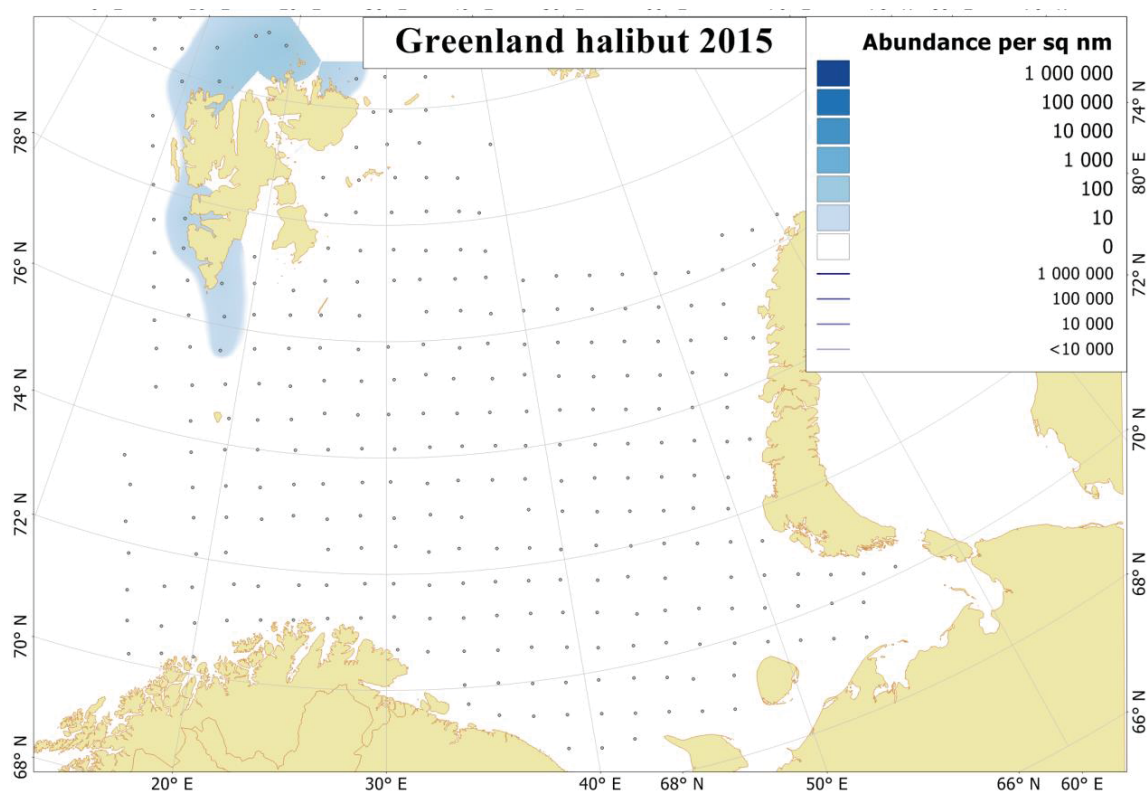 Greenland halibut 2015
Abundance per sq nm
1 000 000
100 000
10 000
1 000
100
10
0
1 000 000
100 000
10 000
<10 000
78° N
76° N
74° N
72° N
70° N
68° N
74° N
80° E
72° N
70° N
68° N
66° N
20° E
30° E
40° E
68° N
50° E
66° N
60° E